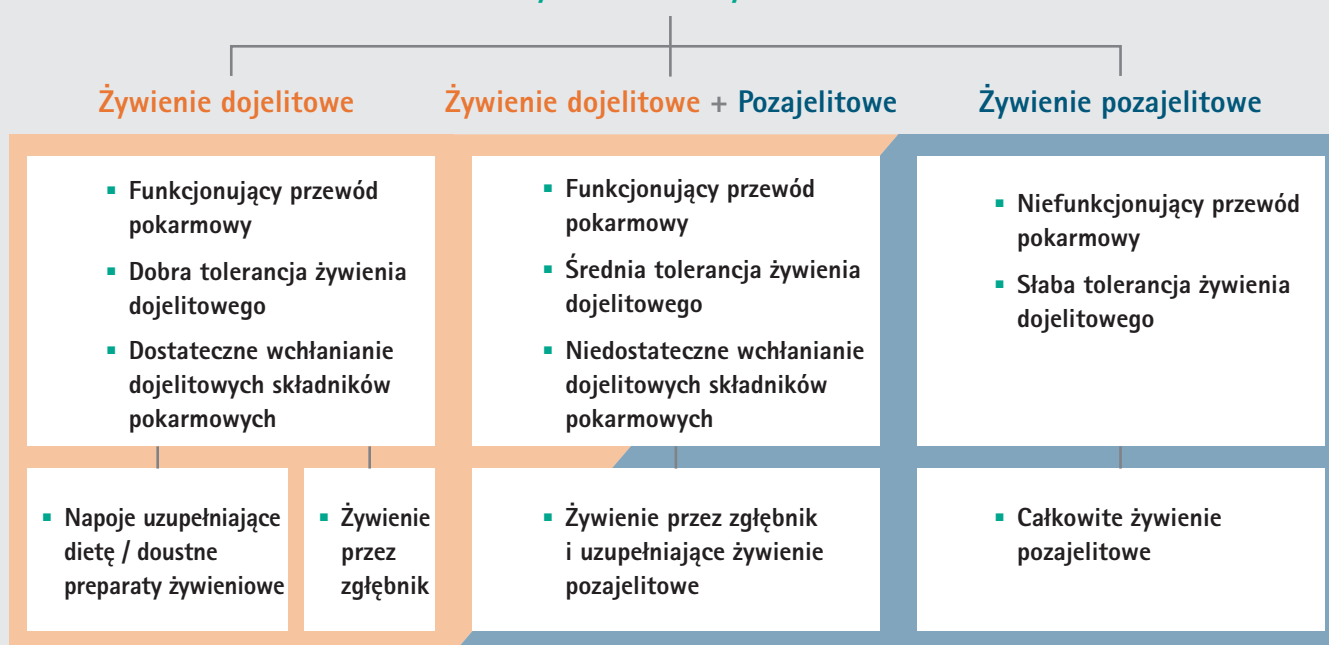 Żywienie dojelitowe
Żywienie dojelitowe + Pozajelitowe
Żywienie pozajelitowe
▪ Funkcjonujący przewód
pokarmowy
▪ Dobra tolerancja żywienia
dojelitowego
▪ Dostateczne wchłanianie
dojelitowych składników
pokarmowych
▪ Funkcjonujący przewód
pokarmowy
▪ Średnia tolerancja żywienia
dojelitowego
▪ Niedostateczne wchłanianie
dojelitowych składników
pokarmowych
▪ Niefunkcjonujący przewód
pokarmowy
▪ Słaba tolerancja żywienia
dojelitowego
▪ Napoje uzupełniające
dietę / doustne
preparaty żywieniowe
▪ Żywienie
przez
zgłębnik
▪ Żywienie przez zgłębnik
i uzupełniające żywienie
pozajelitowe
▪ Całkowite żywienie
pozajelitowe